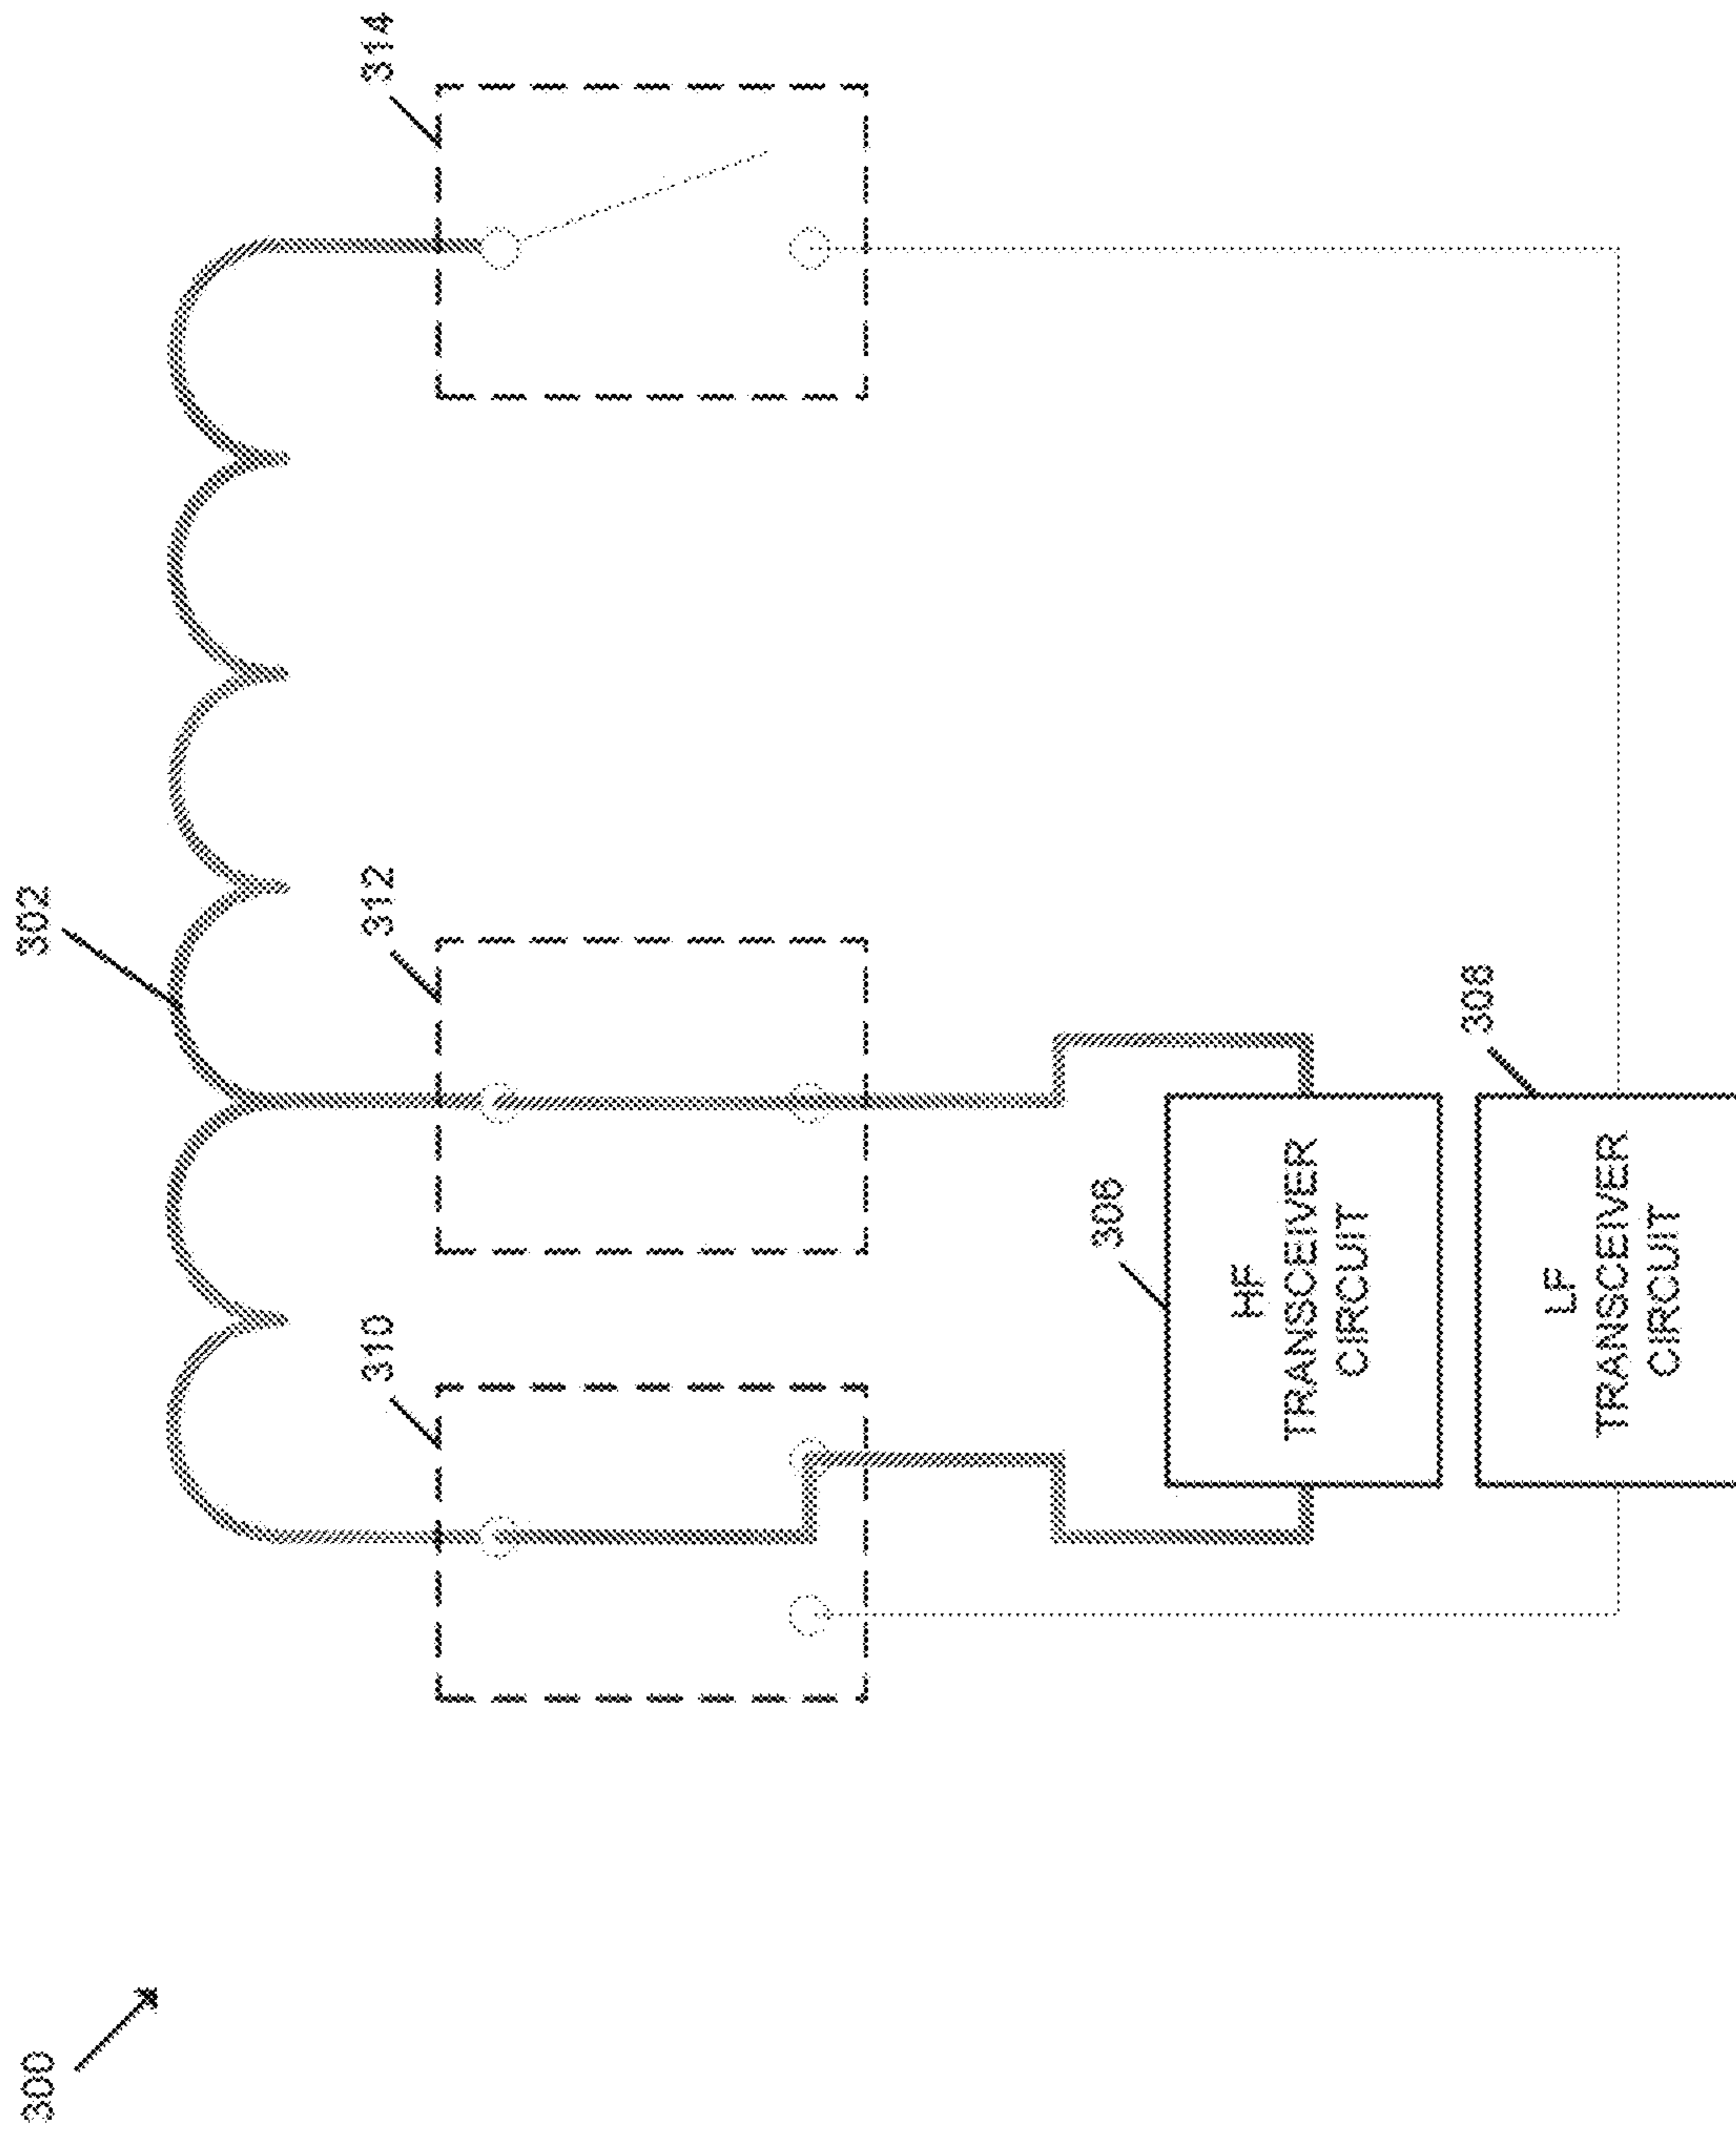 300
302
310
312
314
306
HF
TRANSCEIVER
CIRCUIT
308
LF
TRANSCEIVER
CIRCUIT